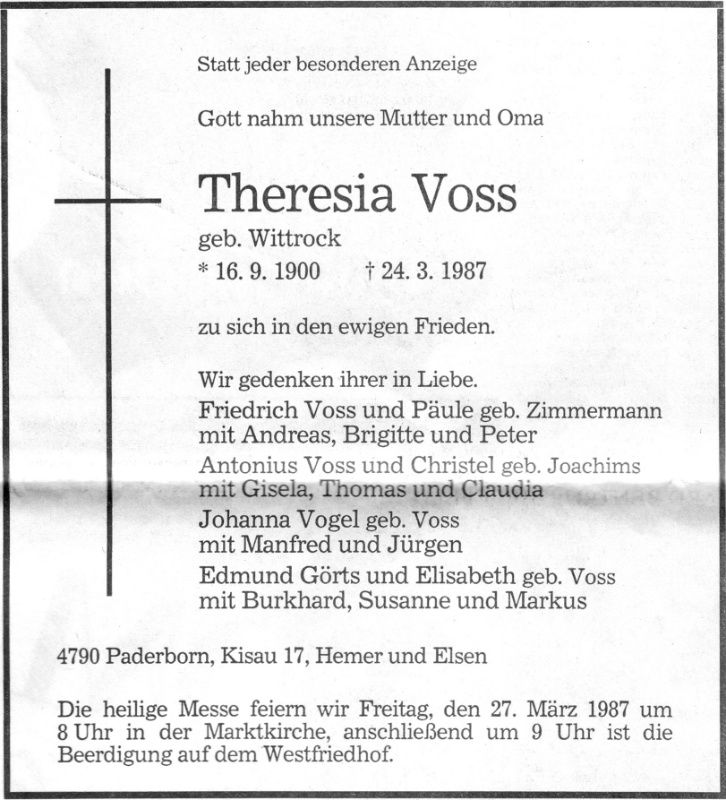 Statt jeder besonderen Anzeige
Gott nahm unsere Mutter und Oma
Theresia Voss
geb. Wittrock
* 16. 9. 1900 † 24. 3. 1987
zu sich in den ewigen Frieden.
Wir gedenken ihrer in Liebe.
Friedrich Voss und Päule geb. Zimmermann
mit Andreas, Brigitte und Peter
Antonius Voss und Christel geb. Joachims
mit Gisela, Thomas und Claudia
Johanna Vogel geb. Voss
mit Manfred und Jürgen
Edmund Görts und Elisabeth geb. Voss
mit Burkhard, Susanne und Markus
4790 Paderborn, Kisau 17, Hemer und Elsen
Die heilige Messe feiern wir Freitag, den 27. März 1987 um
8 Uhr in der Marktkirche, anschließend um 9 Uhr ist die
Beerdigung auf dem Westfriedhof.